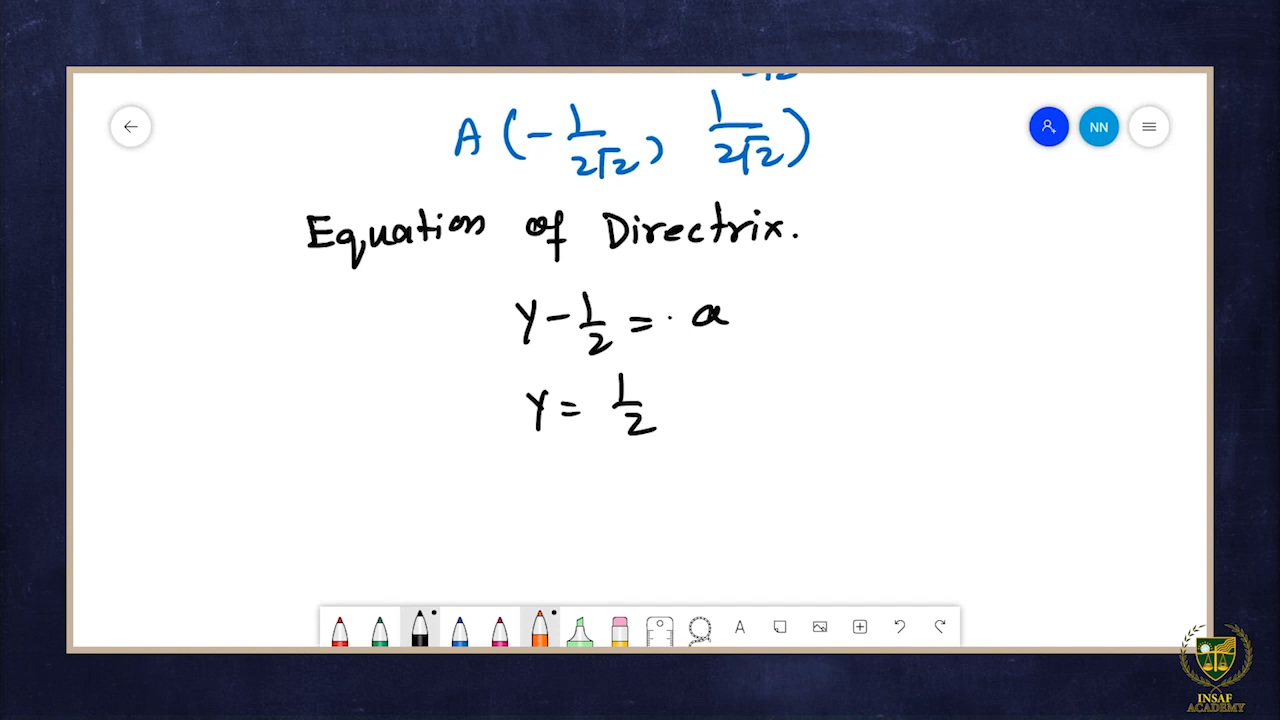 A (-1/2√2, 1/2√2)
NN
Equation of Directrix.
Y - 1/2 = · a
Y = 1/2
A
INSAF
ACADEMY